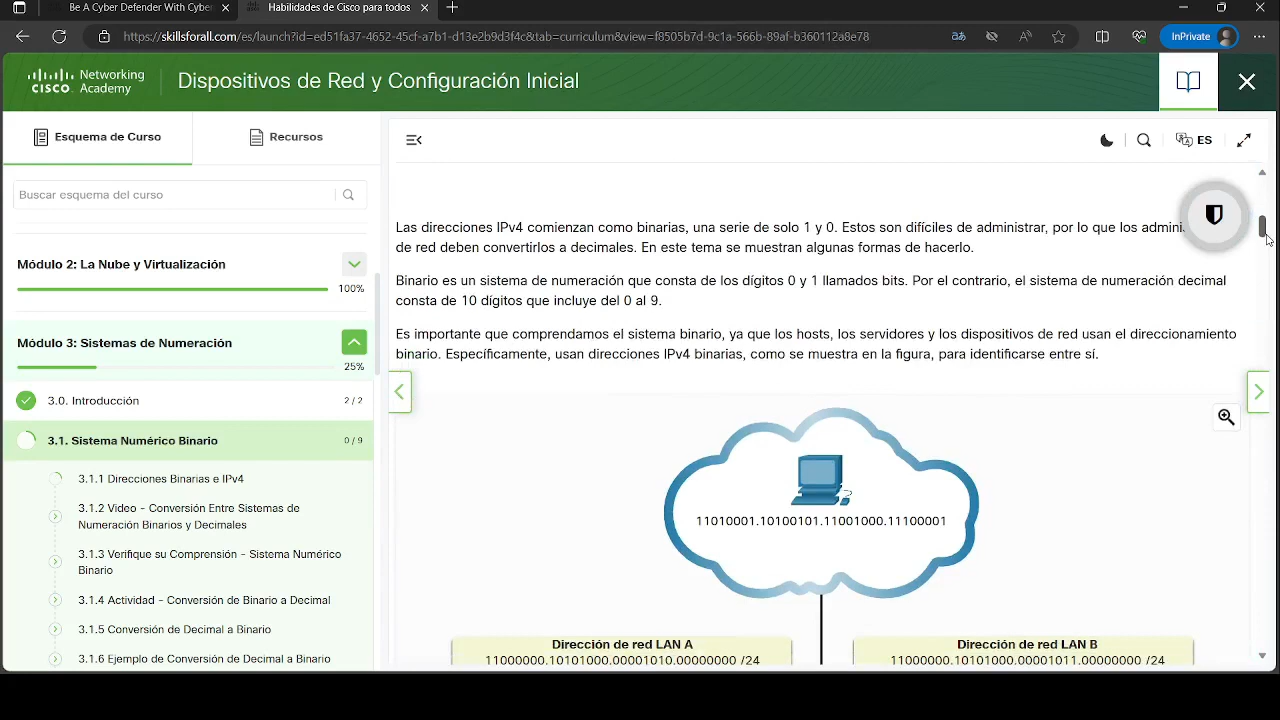 Be A Cyber Defender With Cyber
Habilidades de Cisco para todos
https://skillsforall.com/es/launch?id=ed51fa37-4652-45cf-a7b1-d13e2b9d3f4c&tab=curriculum&view=f8505b7d-9c1a-566b-89af-b360112a8e78
InPrivate
CISCO Networking Academy
Dispositivos de Red y Configuración Inicial
Esquema de Curso
Recursos
ES
Buscar esquema del curso
Módulo 2: La Nube y Virtualización
100%
Módulo 3: Sistemas de Numeración
25%
3.0. Introducción
2 / 2
3.1. Sistema Numérico Binario
0 / 9
3.1.1 Direcciones Binarias e IPv4
3.1.2 Video - Conversión Entre Sistemas de
Numeración Binarios y Decimales
3.1.3 Verifique su Comprensión - Sistema Numérico
Binario
3.1.4 Actividad - Conversión de Binario a Decimal
3.1.5 Conversión de Decimal a Binario
3.1.6 Ejemplo de Conversión de Decimal a Binario
Las direcciones IPv4 comienzan como binarias, una serie de solo 1 y 0. Estos son difíciles de administrar, por lo que los admini
de red deben convertirlos a decimales. En este tema se muestran algunas formas de hacerlo.
Binario es un sistema de numeración que consta de los dígitos 0 y 1 llamados bits. Por el contrario, el sistema de numeración decimal
consta de 10 dígitos que incluye del 0 al 9.
Es importante que comprendamos el sistema binario, ya que los hosts, los servidores y los dispositivos de red usan el direccionamiento
binario. Específicamente, usan direcciones IPv4 binarias, como se muestra en la figura, para identificarse entre sí.
11010001.10100101.11001000.11100001
Dirección de red LAN A
11000000.10101000.00001010.00000000 /24
Dirección de red LAN B
11000000.10101000.00001011.00000000 /24